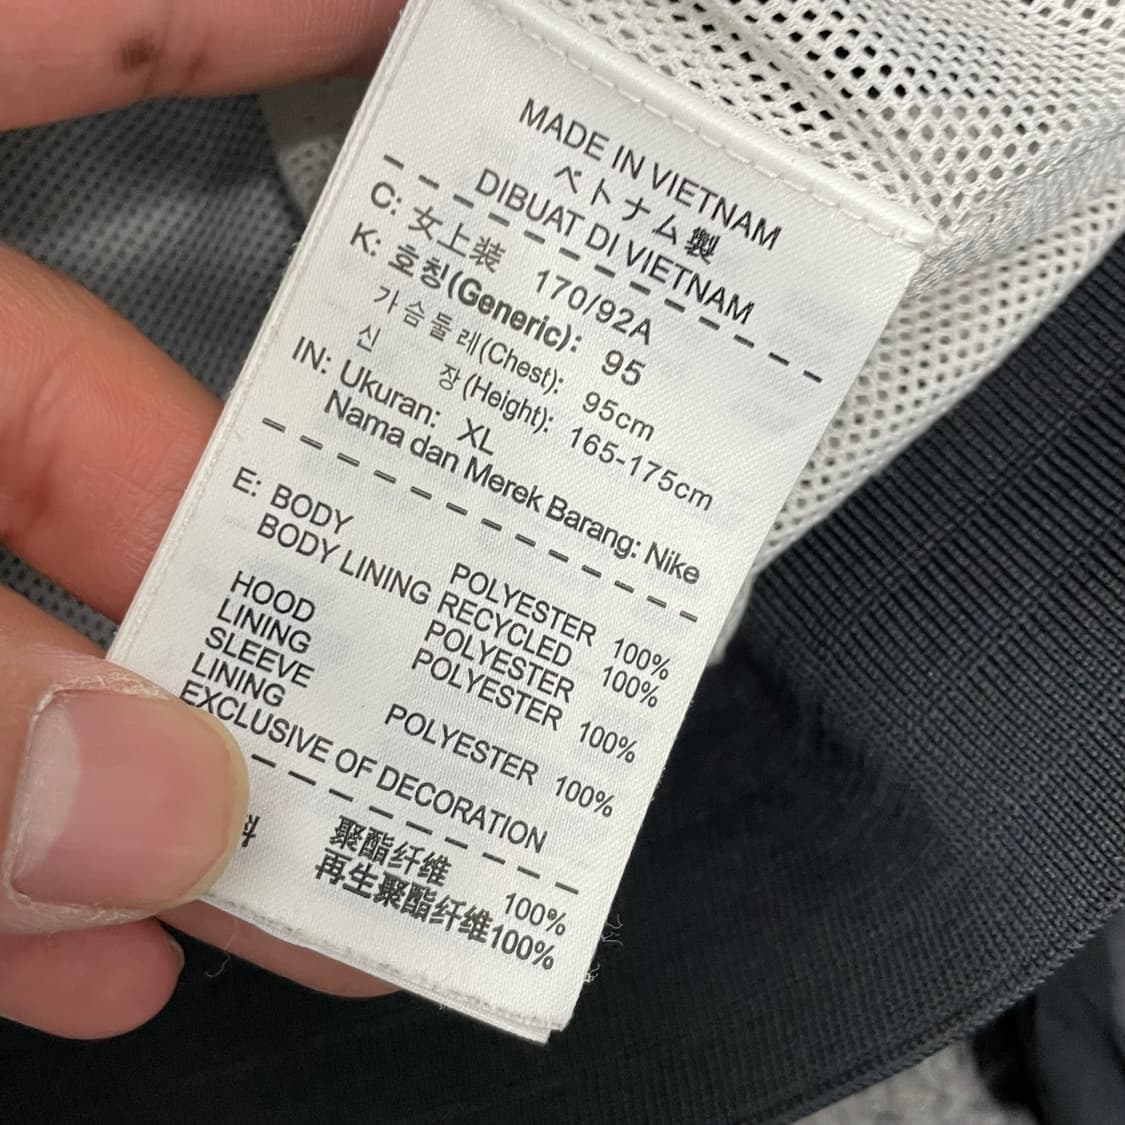 MADE IN VIETNAM
ベトナム製
DIBUAT DI VIETNAM
C: 女上装 170/92A
K: 호칭(Generic): 95
가슴둘레(Chest): 95cm
신 장(Height): 165-175cm
IN: Ukuran: XL
Nama dan Merek Barang: Nike
E: BODY POLYESTER 100%
BODY LINING RECYCLED
POLYESTER 100%
HOOD POLYESTER 100%
LINING
SLEEVE POLYESTER 100%
LINING
EXCLUSIVE OF DECORATION
料 聚酯纤维 100%
再生聚酯纤维100%